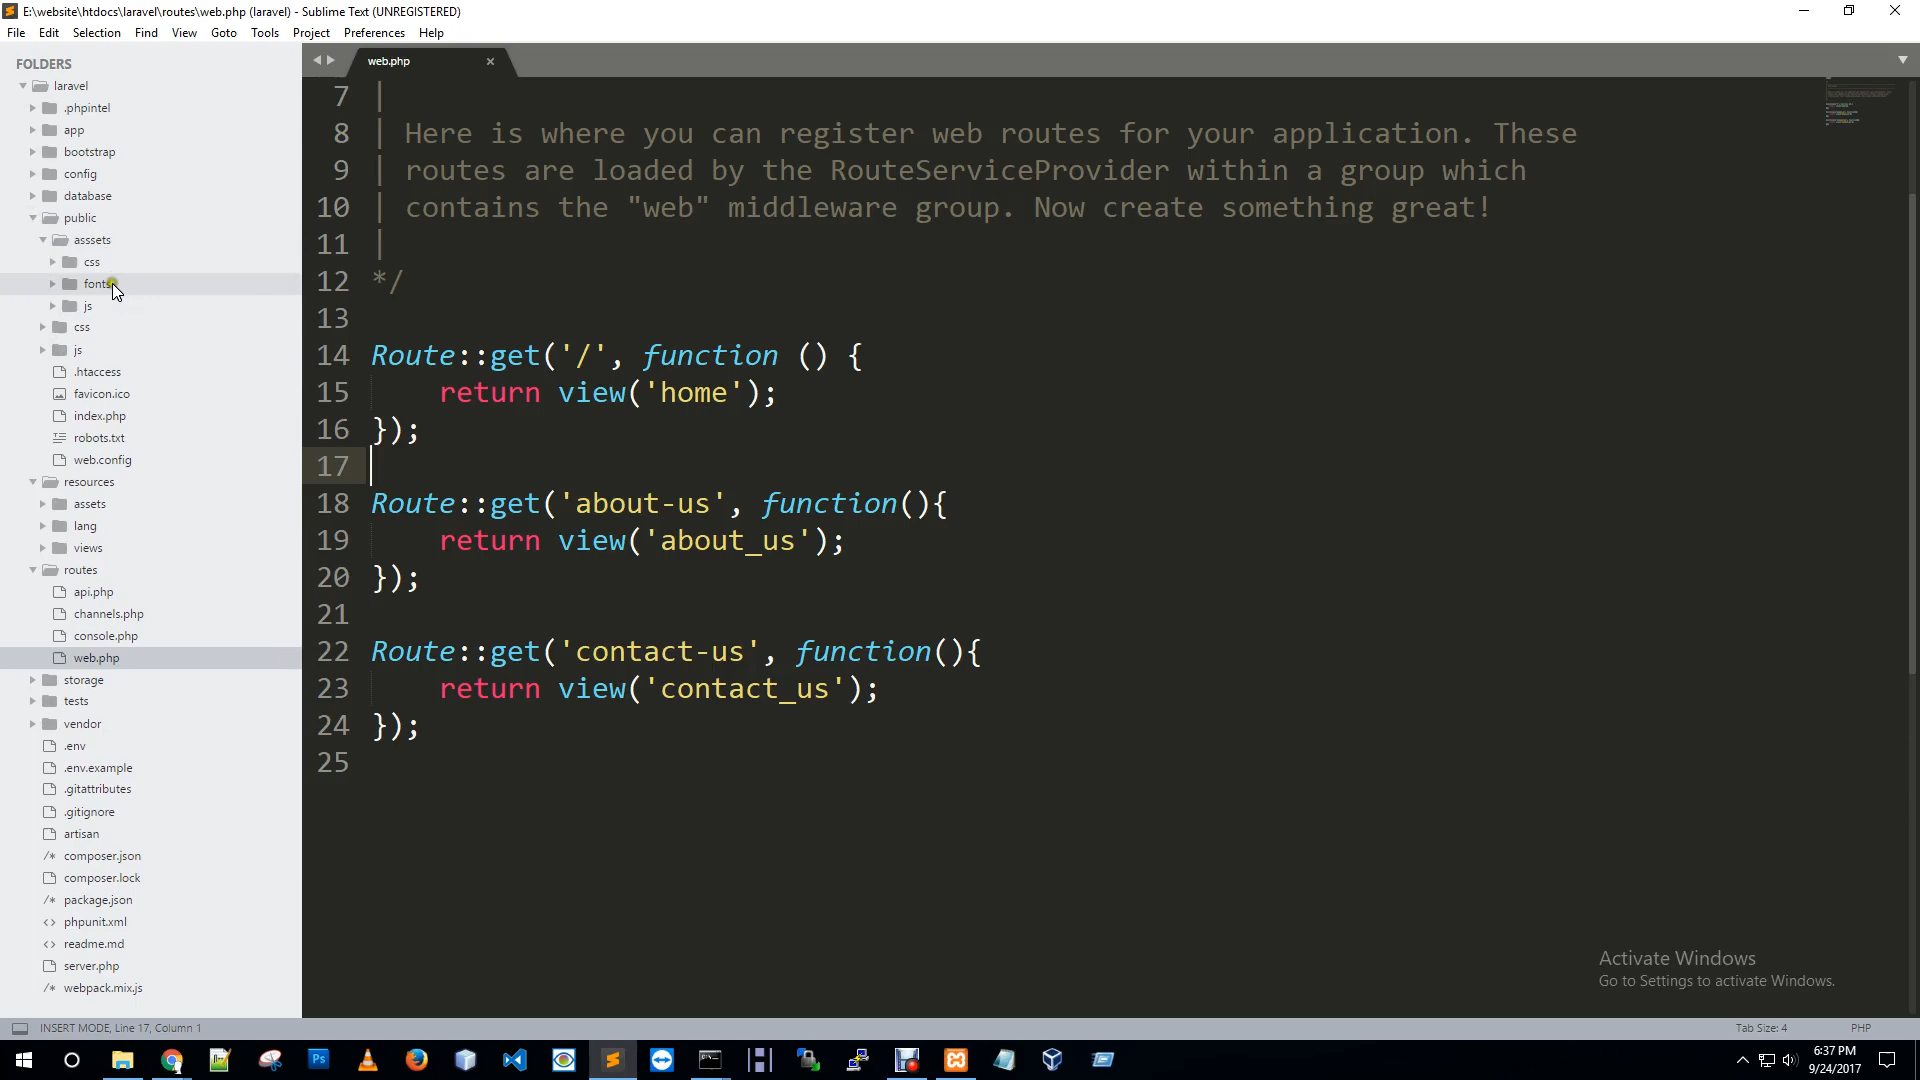 E:\website\htdocs\laravel\routes\web.php (laravel) - Sublime Text (UNREGISTERED)
File Edit Selection Find View Goto Tools Project Preferences Help
FOLDERS
laravel
.phpintel
app
bootstrap
config
database
public
asssets
css
fonts
js
css
js
.htaccess
favicon.ico
index.php
robots.txt
web.config
resources
assets
lang
views
routes
api.php
channels.php
console.php
web.php
storage
tests
vendor
.env
.env.example
.gitattributes
.gitignore
artisan
composer.json
composer.lock
package.json
phpunit.xml
readme.md
server.php
webpack.mix.js
web.php ×
7 |
8 | Here is where you can register web routes for your application. These
9 | routes are loaded by the RouteServiceProvider within a group which
10 | contains the "web" middleware group. Now create something great!
11 |
12 */
13
14 Route::get('/', function () {
15     return view('home');
16 });
17
18 Route::get('about-us', function(){
19     return view('about_us');
20 });
21
22 Route::get('contact-us', function(){
23     return view('contact_us');
24 });
25
Activate Windows
Go to Settings to activate Windows.
INSERT MODE, Line 17, Column 1 Tab Size: 4 PHP
6:37 PM
9/24/2017